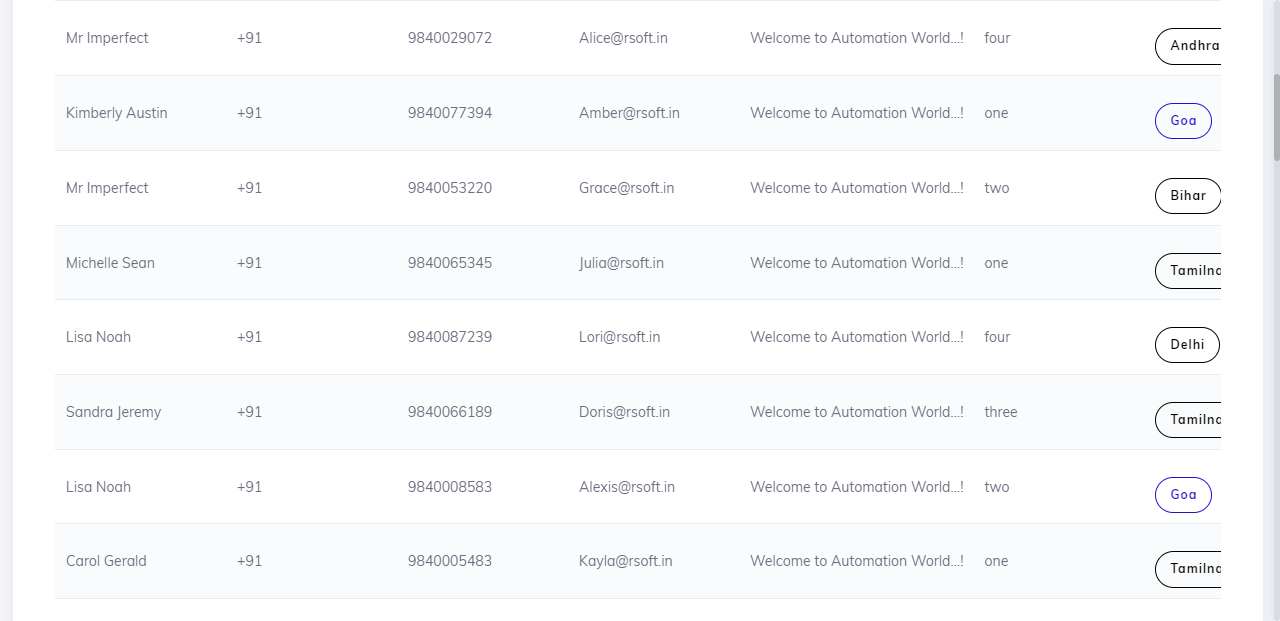 Mr Imperfect +91 9840029072 Alice@rsoft.in Welcome to Automation World...! four Andhra
Kimberly Austin +91 9840077394 Amber@rsoft.in Welcome to Automation World...! one Goa
Mr Imperfect +91 9840053220 Grace@rsoft.in Welcome to Automation World...! two Bihar
Michelle Sean +91 9840065345 Julia@rsoft.in Welcome to Automation World...! one Tamilna
Lisa Noah +91 9840087239 Lori@rsoft.in Welcome to Automation World...! four Delhi
Sandra Jeremy +91 9840066189 Doris@rsoft.in Welcome to Automation World...! three Tamilna
Lisa Noah +91 9840008583 Alexis@rsoft.in Welcome to Automation World...! two Goa
Carol Gerald +91 9840005483 Kayla@rsoft.in Welcome to Automation World...! one Tamilna